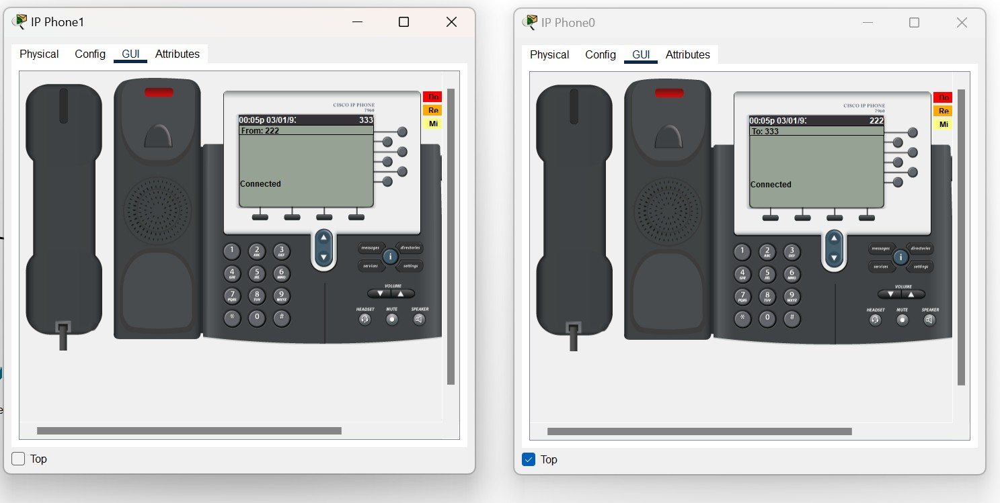 IP Phone1
Physical Config GUI Attributes
CISCO IP PHONE
7960
Do
Re
Mi
00:05p 03/01/9: 333
From: 222
Connected
1 2 ABC 3 DEF
4 GHI 5 JKL 6 MNO
7 PQRS 8 TUV 9 WXYZ
* 0 #
messages directories
i
services settings
VOLUME
HEADSET MUTE SPEAKER
Top
IP Phone0
Physical Config GUI Attributes
CISCO IP PHONE
7960
Do
Re
Mi
00:05p 03/01/9: 222
To: 333
Connected
1 2 ABC 3 DEF
4 GHI 5 JKL 6 MNO
7 PQRS 8 TUV 9 WXYZ
* 0 #
messages directories
i
services settings
VOLUME
HEADSET MUTE SPEAKER
Top